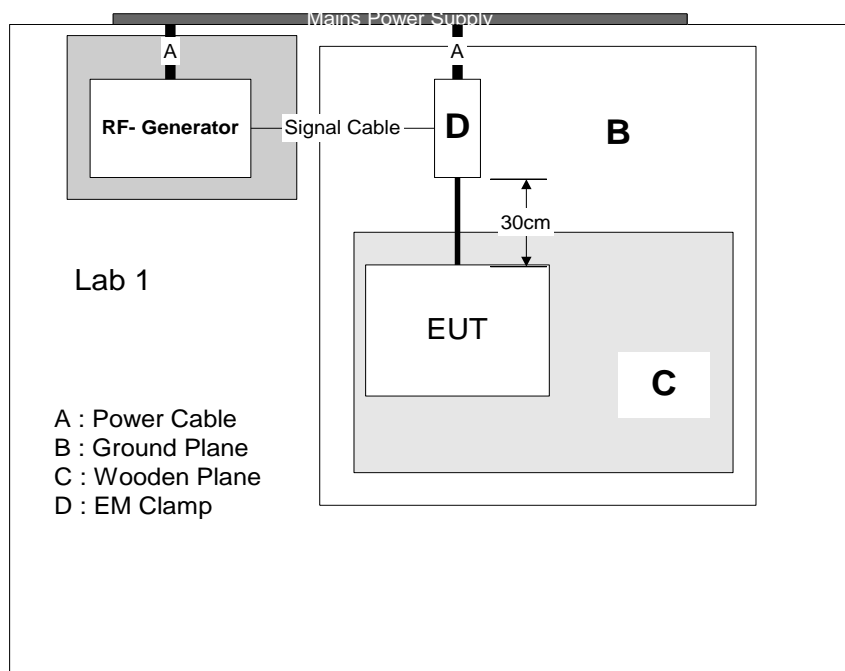 Mains Power Supply
A
A
RF- Generator
Signal Cable
D
B
30cm
Lab 1
EUT
C
A : Power Cable
B : Ground Plane
C : Wooden Plane
D : EM Clamp